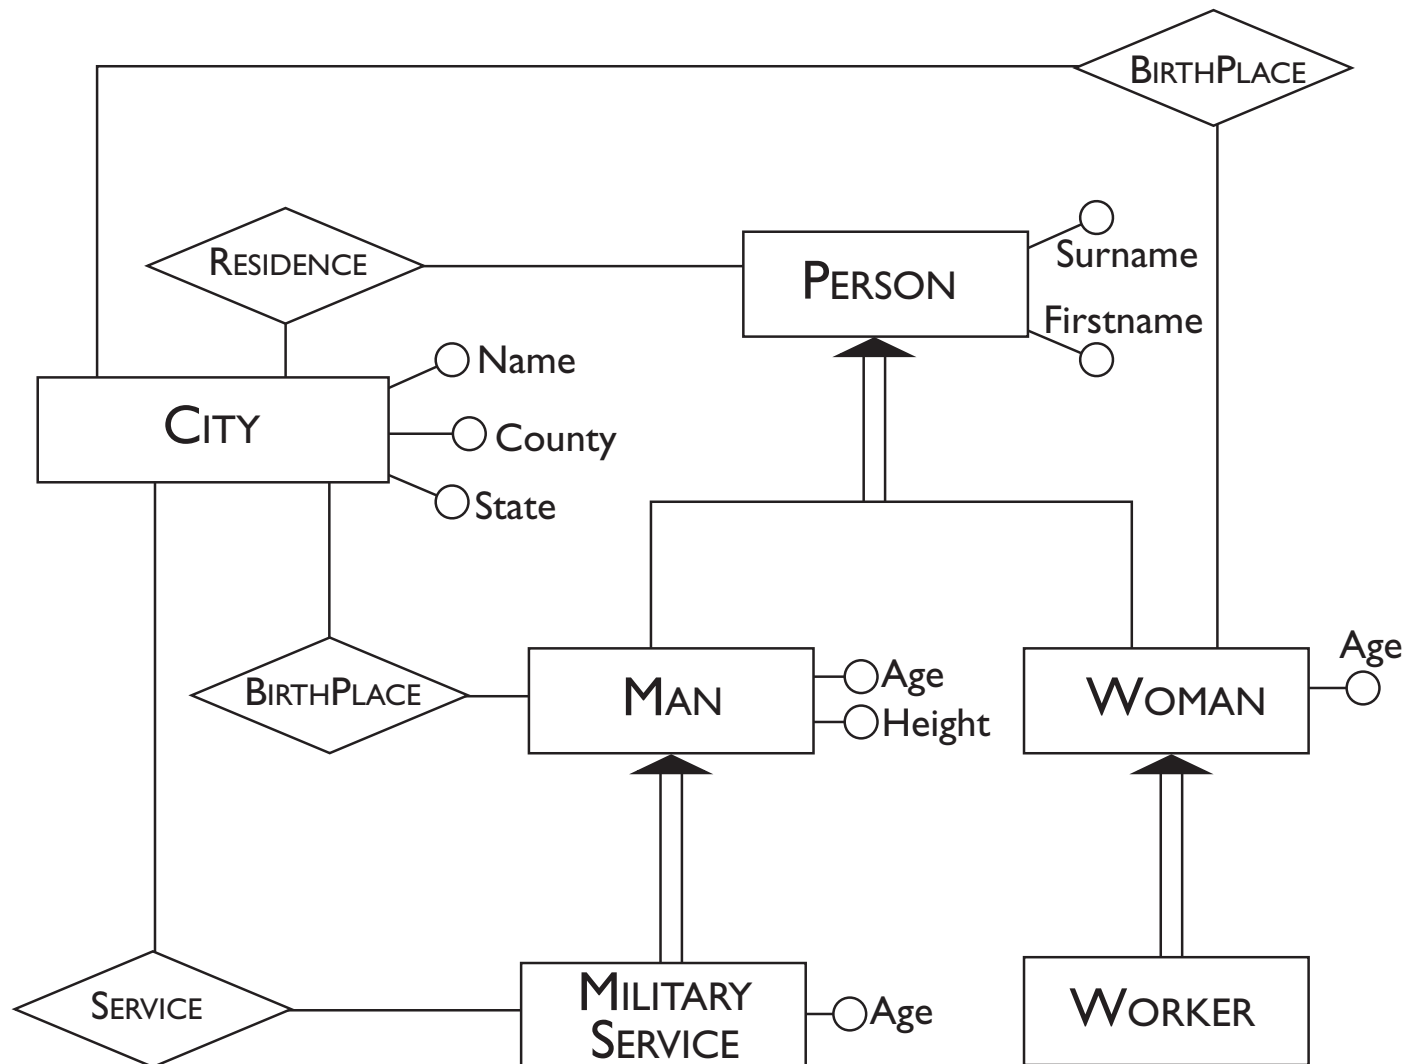 BIRTHPLACE
RESIDENCE
PERSON
Surname
Firstname
Name
CITY
County
State
BIRTHPLACE
MAN
Age
Height
WOMAN
Age
SERVICE
MILITARY
SERVICE
Age
WORKER